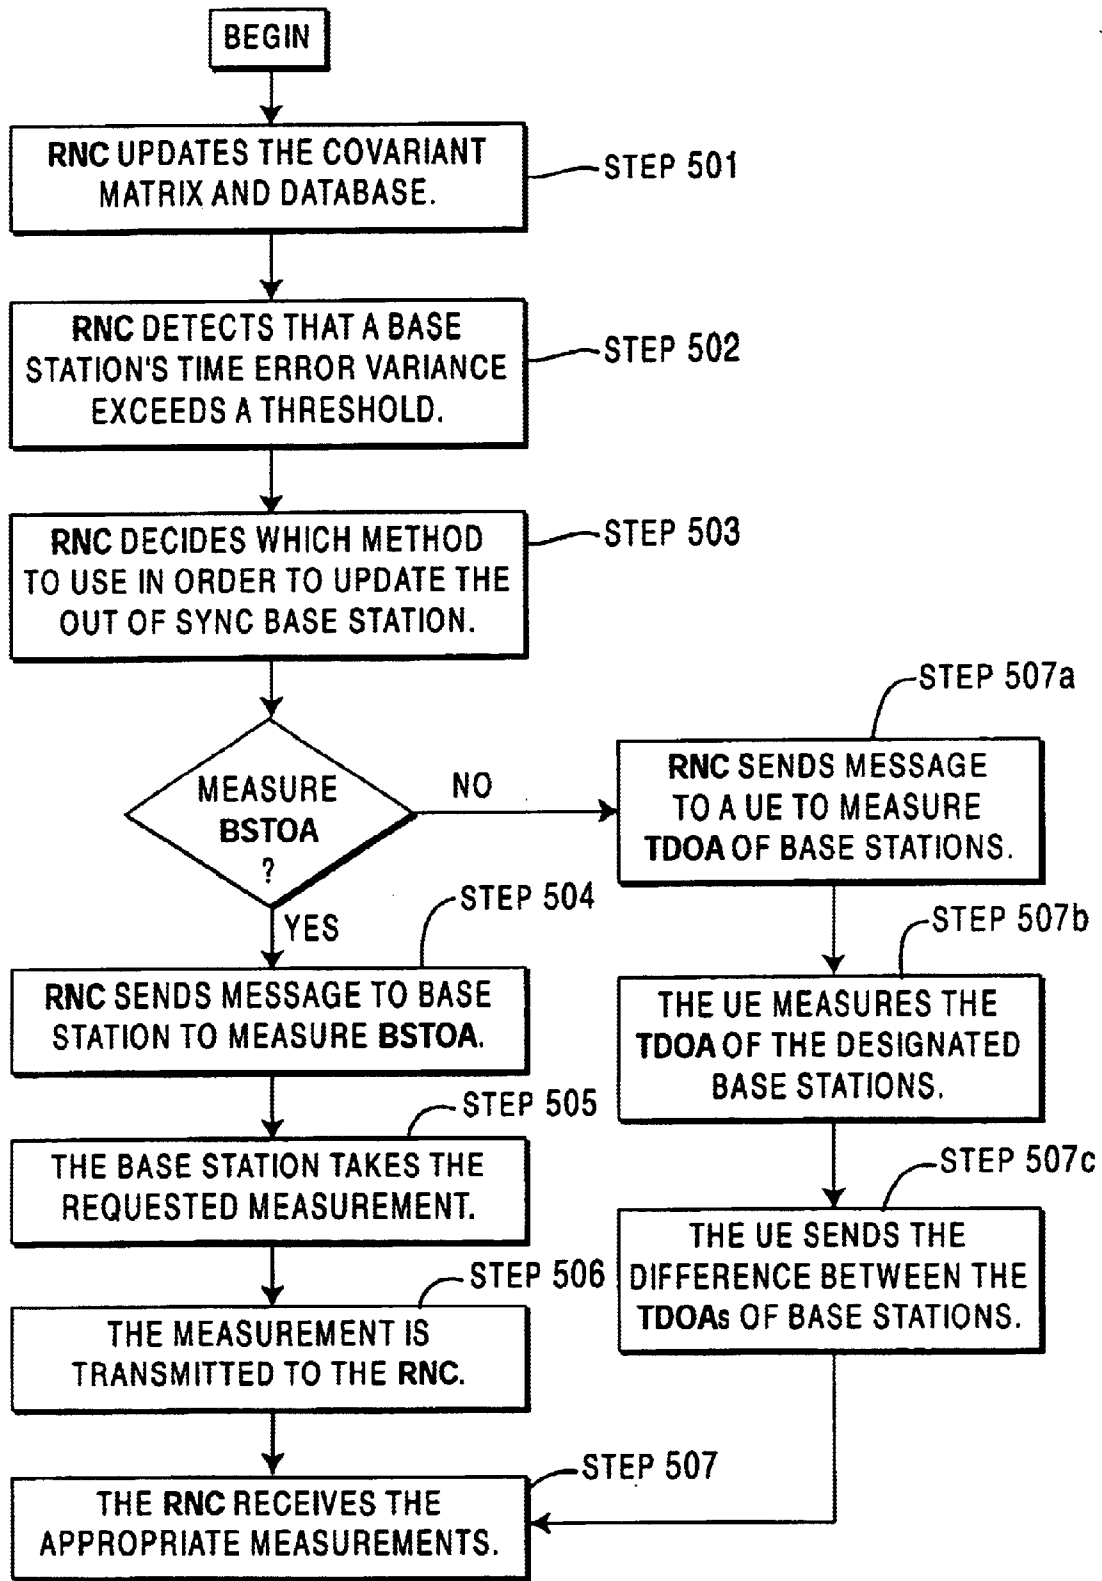 BEGIN
RNC UPDATES THE COVARIANT
MATRIX AND DATABASE.
STEP 501
RNC DETECTS THAT A BASE
STATION'S TIME ERROR VARIANCE
EXCEEDS A THRESHOLD.
STEP 502
RNC DECIDES WHICH METHOD
TO USE IN ORDER TO UPDATE THE
OUT OF SYNC BASE STATION.
STEP 503
MEASURE
BSTOA
?
NO
YES
STEP 504
RNC SENDS MESSAGE TO BASE
STATION TO MEASURE BSTOA.
STEP 505
THE BASE STATION TAKES THE
REQUESTED MEASUREMENT.
STEP 506
THE MEASUREMENT IS
TRANSMITTED TO THE RNC.
STEP 507a
RNC SENDS MESSAGE
TO A UE TO MEASURE
TDOA OF BASE STATIONS.
STEP 507b
THE UE MEASURES THE
TDOA OF THE DESIGNATED
BASE STATIONS.
STEP 507c
THE UE SENDS THE
DIFFERENCE BETWEEN THE
TDOAs OF BASE STATIONS.
STEP 507
THE RNC RECEIVES THE
APPROPRIATE MEASUREMENTS.